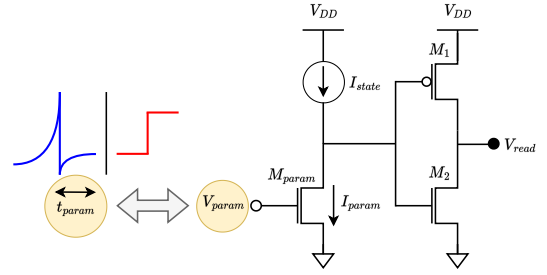 V_DD
V_DD
M_1
I_state
V_read
M_param
M_2
t_param
V_param
I_param